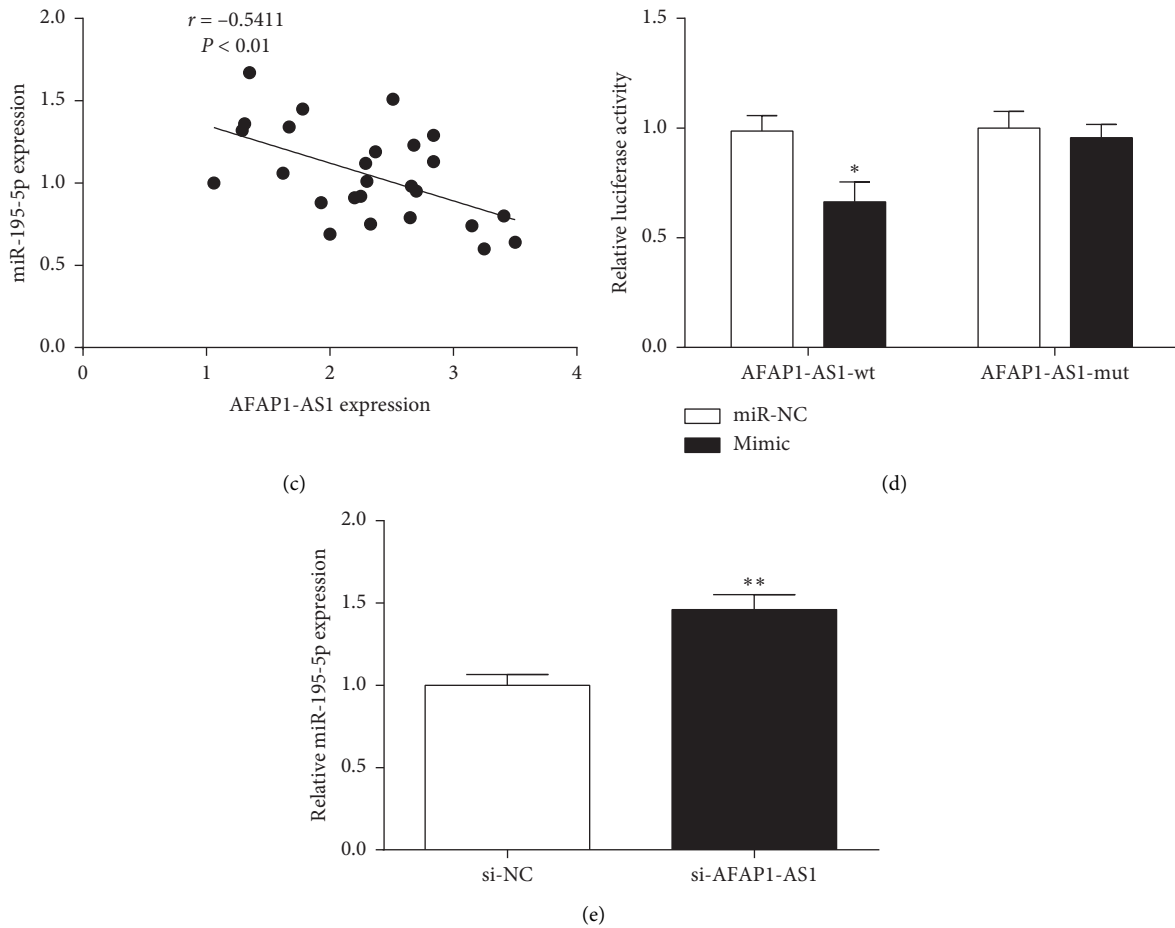 r = –0.5411
P < 0.01
2.0
1.5
1.0
0.5
0.0
miR-195-5p expression
0
1
2
3
4
AFAP1-AS1 expression
(c)
1.5
1.0
0.5
0.0
Relative luciferase activity
*
AFAP1-AS1-wt
AFAP1-AS1-mut
miR-NC
Mimic
(d)
2.0
1.5
1.0
0.5
0.0
Relative miR-195-5p expression
**
si-NC
si-AFAP1-AS1
(e)